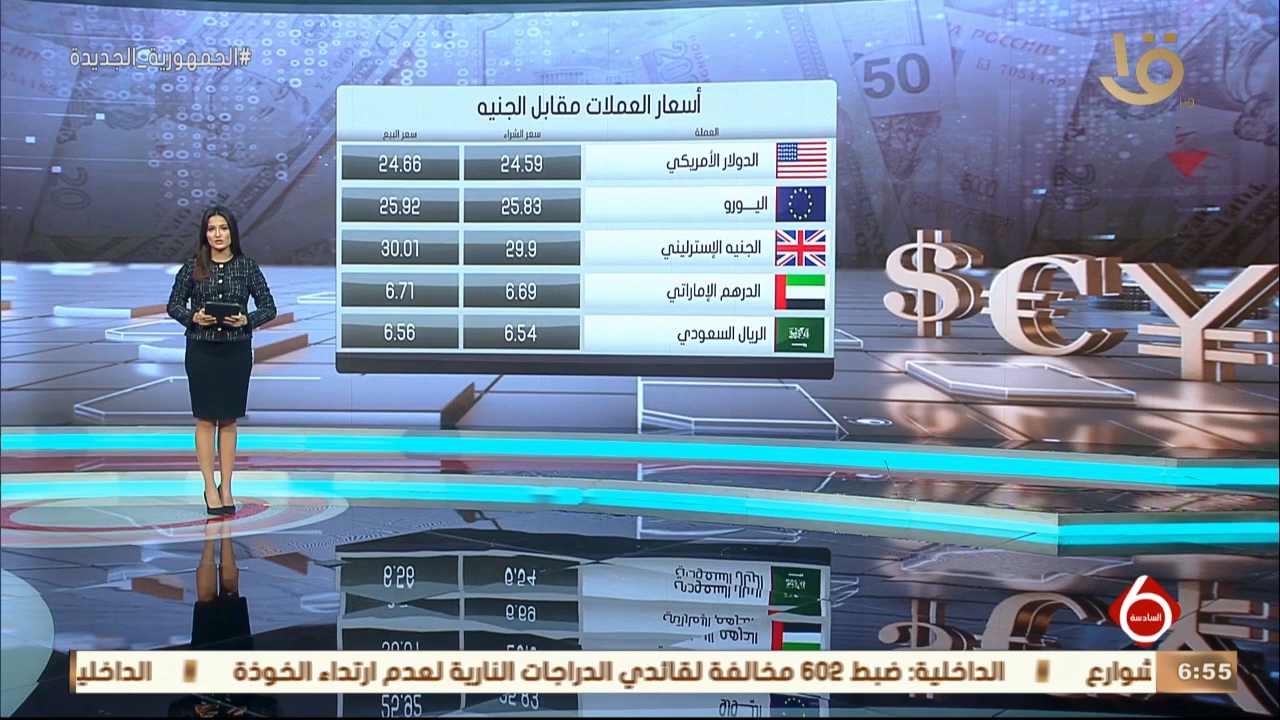 #الجمهورية_الجديدة
50
أسعار العملات مقابل الجنيه
العملة سعر الشراء سعر البيع
الدولار الأمريكي 24.59 24.66
اليـــورو 25.83 25.92
الجنيه الإسترليني 29.9 30.01
الدرهم الإماراتي 6.69 6.71
الريال السعودي 6.54 6.56
$ € ¥
6
السادسة
6:55 شوارع الداخلية: ضبط 602 مخالفة لقائدي الدراجات النارية لعدم ارتداء الخوذة